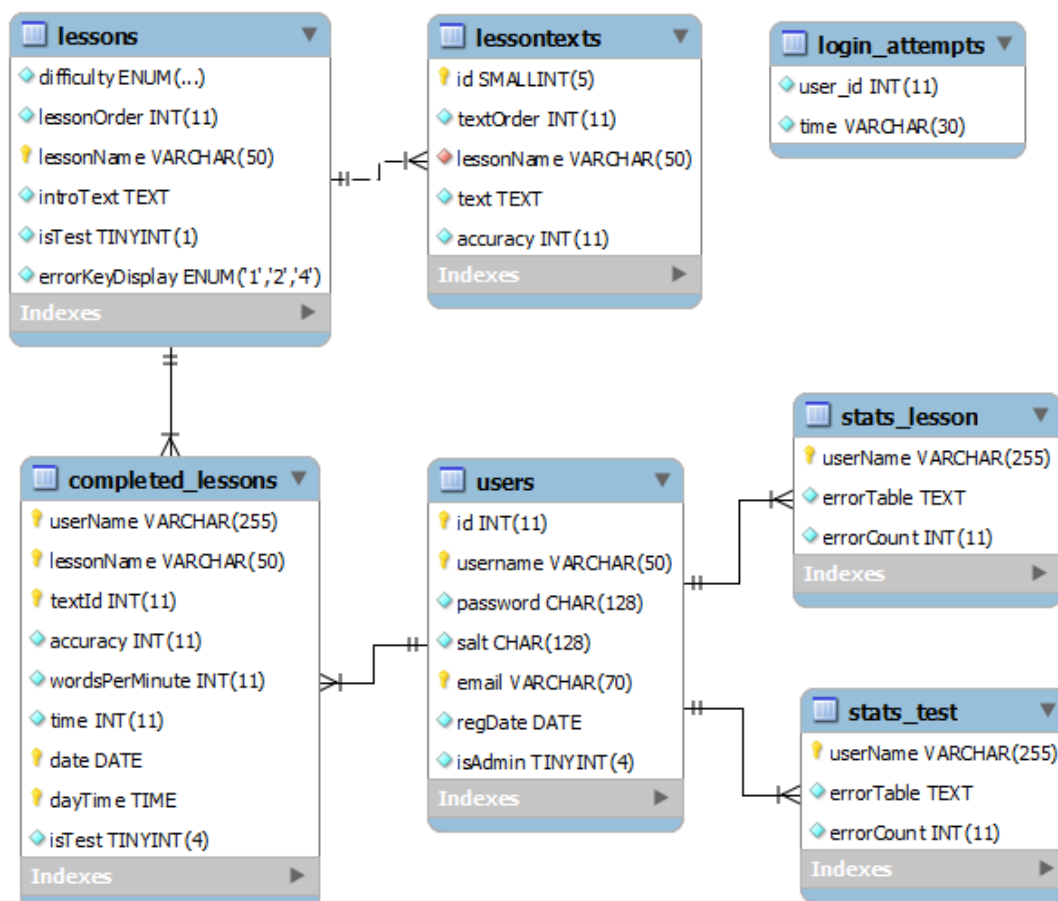 lessons
difficulty ENUM(...)
lessonOrder INT(11)
lessonName VARCHAR(50)
introText TEXT
isTest TINYINT(1)
errorKeyDisplay ENUM('1','2','4')
Indexes
lessontexts
id SMALLINT(5)
textOrder INT(11)
lessonName VARCHAR(50)
text TEXT
accuracy INT(11)
Indexes
login_attempts
user_id INT(11)
time VARCHAR(30)
completed_lessons
userName VARCHAR(255)
lessonName VARCHAR(50)
textId INT(11)
accuracy INT(11)
wordsPerMinute INT(11)
time INT(11)
date DATE
dayTime TIME
isTest TINYINT(4)
Indexes
users
id INT(11)
username VARCHAR(50)
password CHAR(128)
salt CHAR(128)
email VARCHAR(70)
regDate DATE
isAdmin TINYINT(4)
Indexes
stats_lesson
userName VARCHAR(255)
errorTable TEXT
errorCount INT(11)
Indexes
stats_test
userName VARCHAR(255)
errorTable TEXT
errorCount INT(11)
Indexes